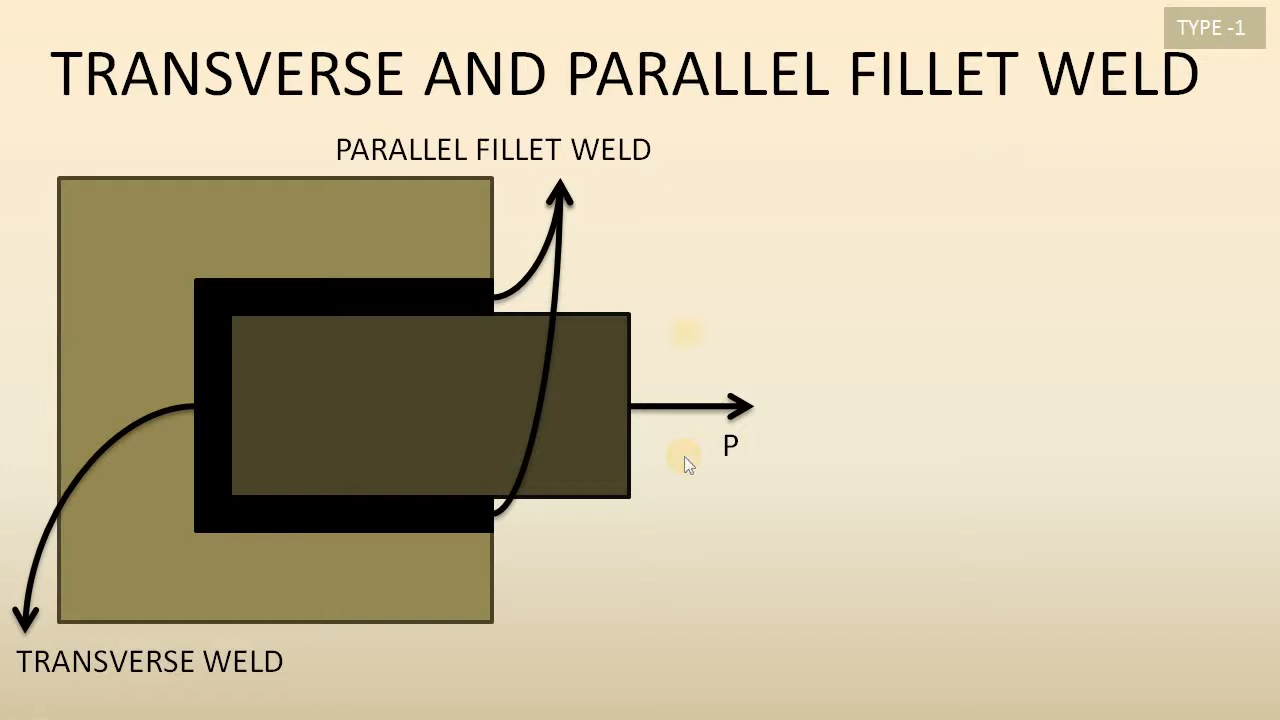 TYPE -1
TRANSVERSE AND PARALLEL FILLET WELD
PARALLEL FILLET WELD
P
TRANSVERSE WELD